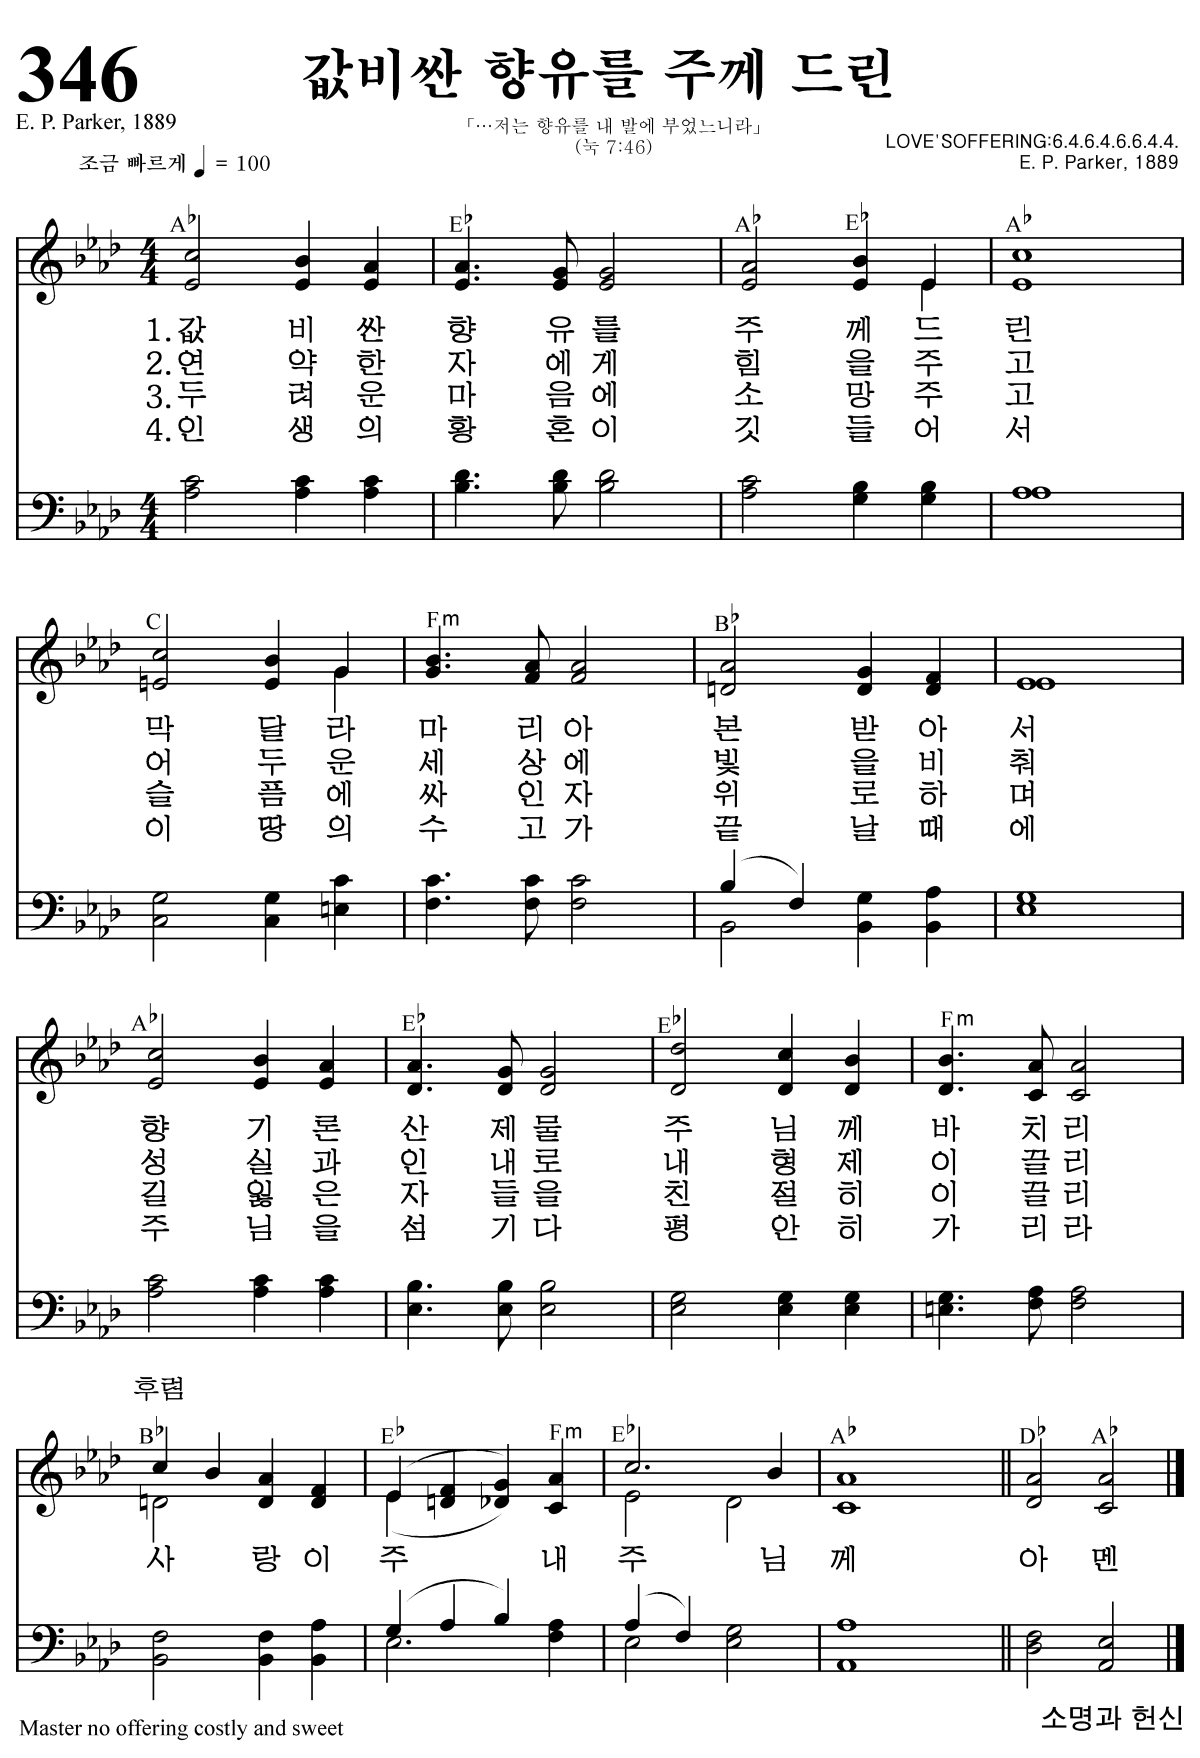 346
값비싼 향유를 주께 드린
E. P. Parker, 1889
「…저는 향유를 내 발에 부었느니라」
(눅 7:46)
LOVE'SOFFERING:6.4.6.4.6.6.4.4.
E. P. Parker, 1889
조금 빠르게 ♩ = 100
A♭ E♭ A♭ E♭ A♭
4 4
1.값 비 싼 향 유 를 주 께 드 린
2.연 약 한 자 에 게 힘 을 주 고
3.두 려 운 마 음 에 소 망 주 고
4.인 생 의 황 혼 이 깃 들 어 서
4 4
C Fm B♭
막 달 라 마 리 아 본 받 아 서
어 두 운 세 상 에 빛 을 비 춰
슬 픔 에 싸 인 자 위 로 하 며
이 땅 의 수 고 가 끝 날 때 에
A♭ E♭ E♭ Fm
향 기 론 산 제 물 주 님 께 바 치 리
성 실 과 인 내 로 내 형 제 이 끌 리
길 잃 은 자 들 을 친 절 히 이 끌 리
주 님 을 섬 기 다 평 안 히 가 리 라
후렴
B♭ E♭ Fm E♭ A♭ D♭ A♭
사 랑 이 주 내 주 님 께 아 멘
Master no offering costly and sweet
소명과 헌신